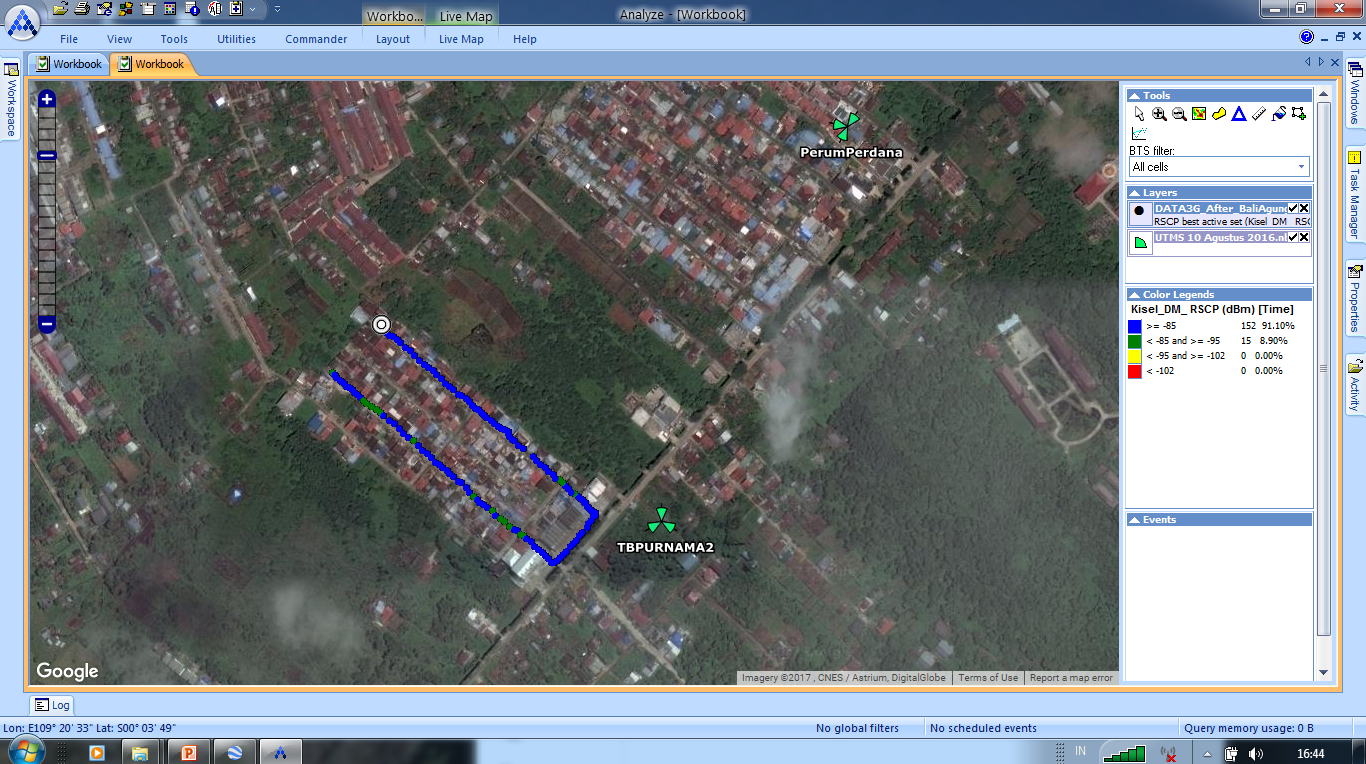 Workbo... Live Map Analyze - [Workbook]
File View Tools Utilities Commander Layout Live Map Help
Workbook Workbook
Workspace
PerumPerdana
TBPURNAMA2
Google
Imagery ©2017 , CNES / Astrium, DigitalGlobe Terms of Use Report a map error
Tools
BTS filter:
All cells
Layers
DATA3G_After_BaliAgung
RSCP best active set (Kisel_DM_ RSC
UTMS 10 Agustus 2016.nl
Color Legends
Kisel_DM_ RSCP (dBm) [Time]
>= -85 152 91.10%
< -85 and >= -95 15 8.90%
< -95 and >= -102 0 0.00%
< -102 0 0.00%
Events
Windows
Task Manager
Properties
Activity
Log
Lon: E109° 20' 33" Lat: S00° 03' 49" No global filters No scheduled events Query memory usage: 0 B
IN 16:44